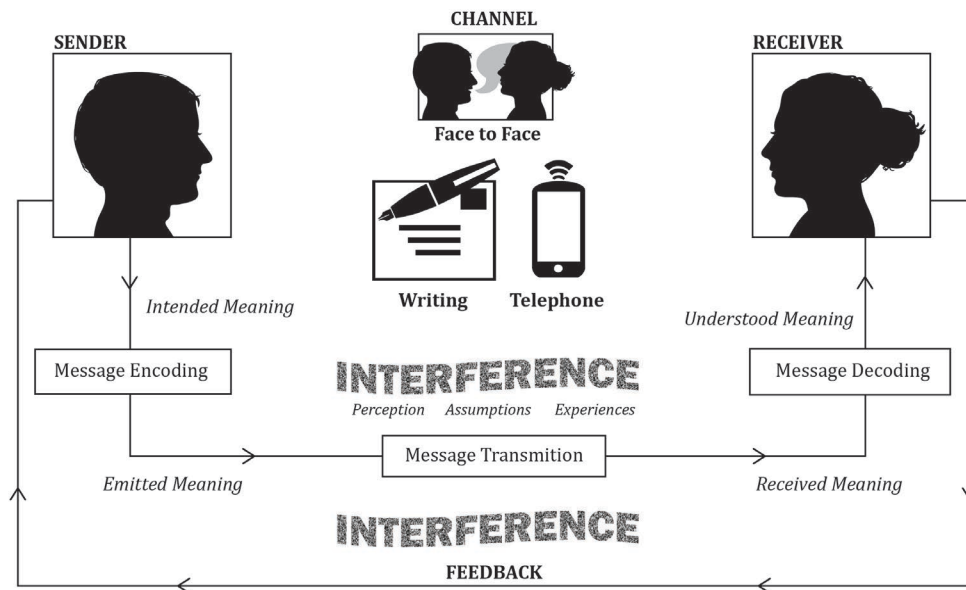 CHANNEL
SENDER
RECEIVER
Face to Face
Writing
Telephone
Intended Meaning
Understood Meaning
Message Encoding
INTERFERENCE
Message Decoding
Perception Assumptions Experiences
Message Transmition
Emitted Meaning
Received Meaning
INTERFERENCE
FEEDBACK